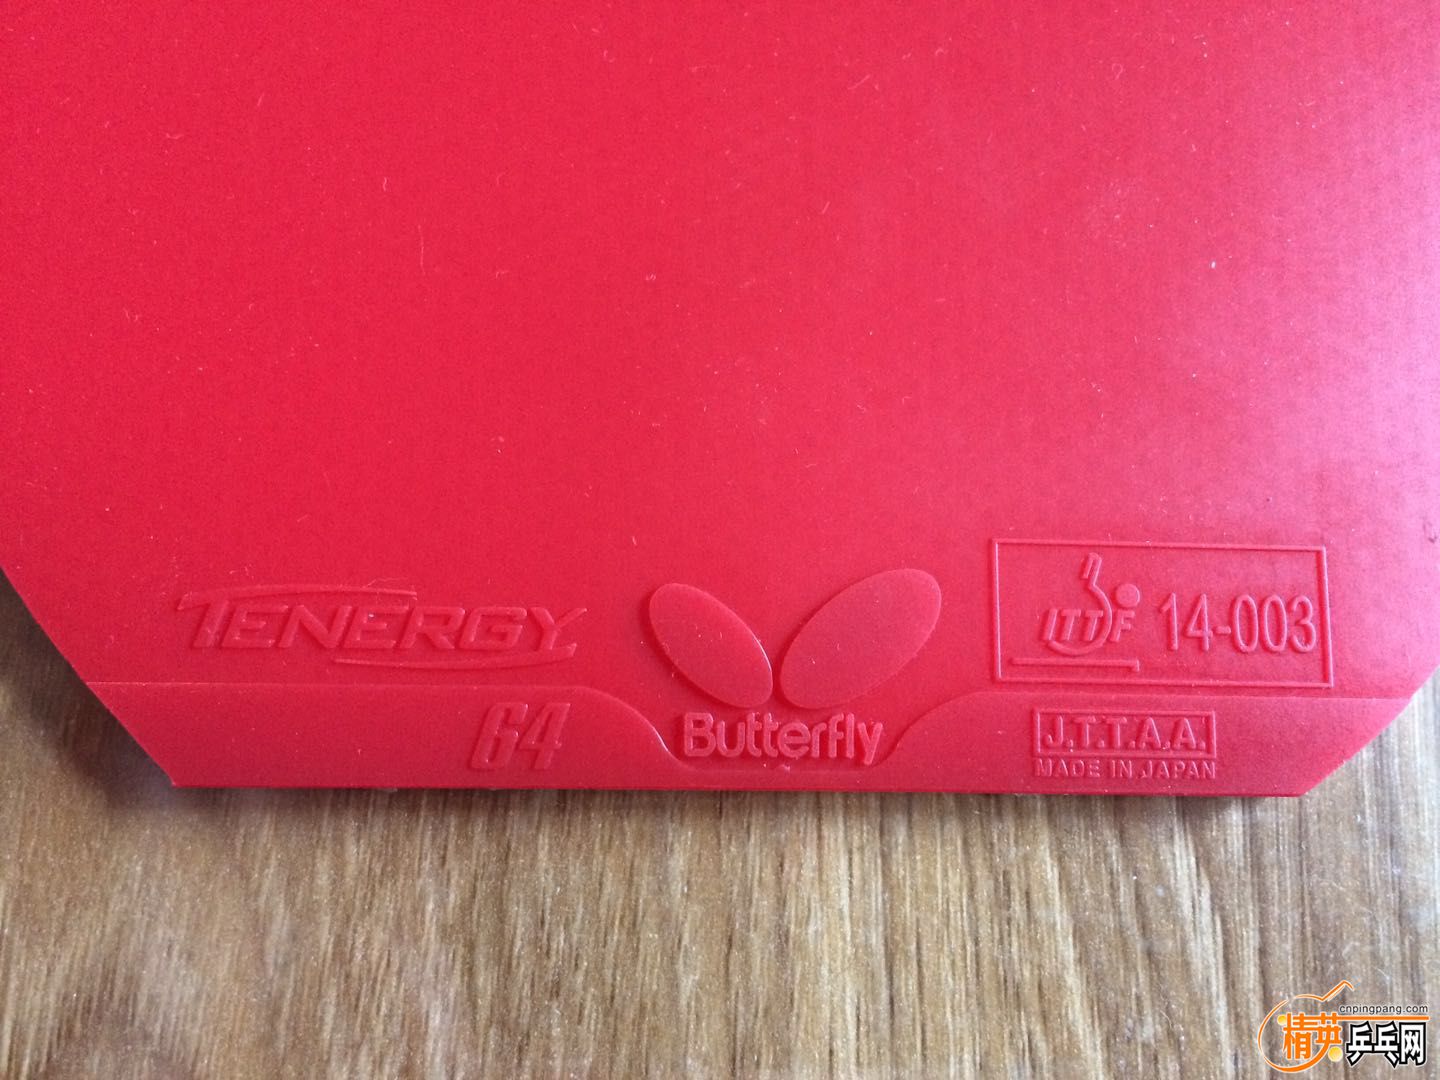 TENERGY
64
Butterfly
ITTF 14-003
J.T.T.A.A.
MADE IN JAPAN
cnpingpang.com
精英乒乓网